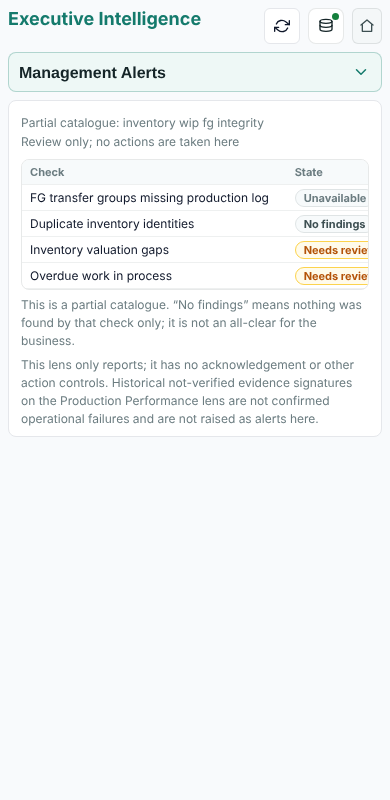 Executive Intelligence
Management Alerts
Partial catalogue: inventory wip fg integrity
Review only; no actions are taken here
Check State
FG transfer groups missing production log Unavailable
Duplicate inventory identities No findings
Inventory valuation gaps Needs revie
Overdue work in process Needs revie
This is a partial catalogue. “No findings” means nothing was
found by that check only; it is not an all-clear for the
business.
This lens only reports; it has no acknowledgement or other
action controls. Historical not-verified evidence signatures
on the Production Performance lens are not confirmed
operational failures and are not raised as alerts here.